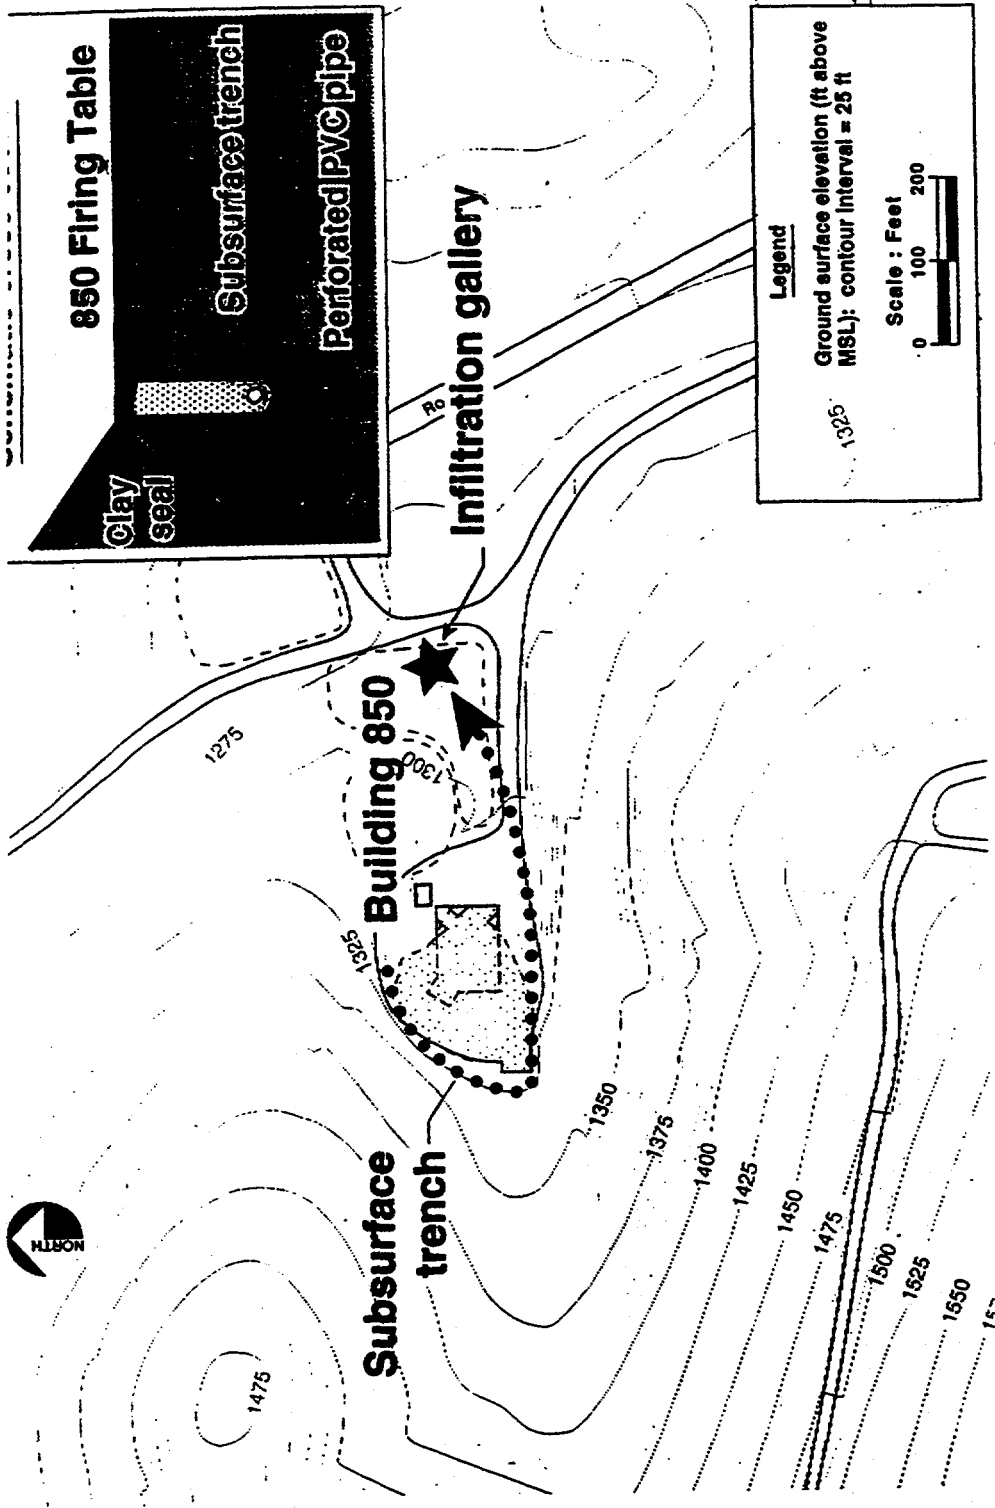 850 Firing Table
Clay
seal
Subsurface trench
Perforated PVC pipe
NORTH
Subsurface
trench
Building 850
Infiltration gallery
Ro
1275
1300
1325
1350
1375
1400
1425
1450
1475
1500
1525
1550
1475
Legend
1325
Ground surface elevation (ft above
MSL): contour interval = 25 ft
Scale : Feet
0 100 200